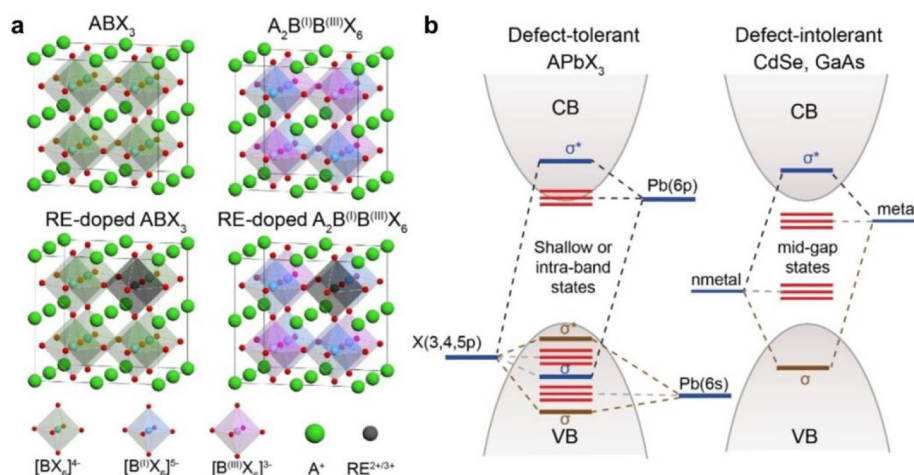 a
ABX₃
A₂B⁽ᴵ⁾B⁽ᴵᴵᴵ⁾X₆
RE-doped ABX₃
RE-doped A₂B⁽ᴵ⁾B⁽ᴵᴵᴵ⁾X₆
[BX₆]⁴⁻
[B⁽ᴵ⁾X₆]⁵⁻
[B⁽ᴵᴵᴵ⁾X₆]³⁻
A⁺
RE²⁺/³⁺
b
Defect-tolerant
APbX₃
CB
σ*
Pb(6p)
Shallow or
intra-band
states
X(3,4,5p)
σ*
σ
Pb(6s)
σ
VB
Defect-intolerant
CdSe, GaAs
CB
σ*
meta
mid-gap
states
nmetal
σ
VB